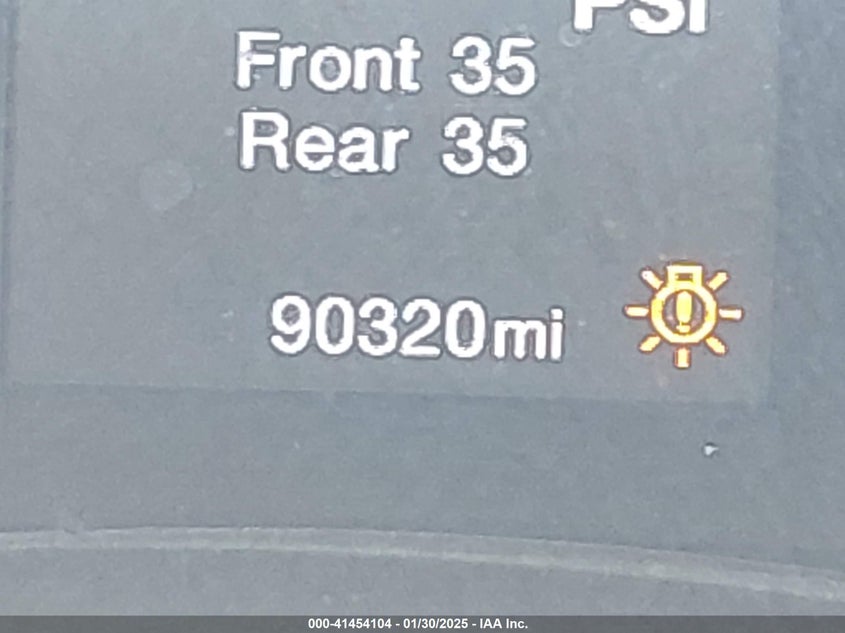 PSI
Front 35
Rear 35
90320mi
000-41454104 - 01/30/2025 - IAA Inc.